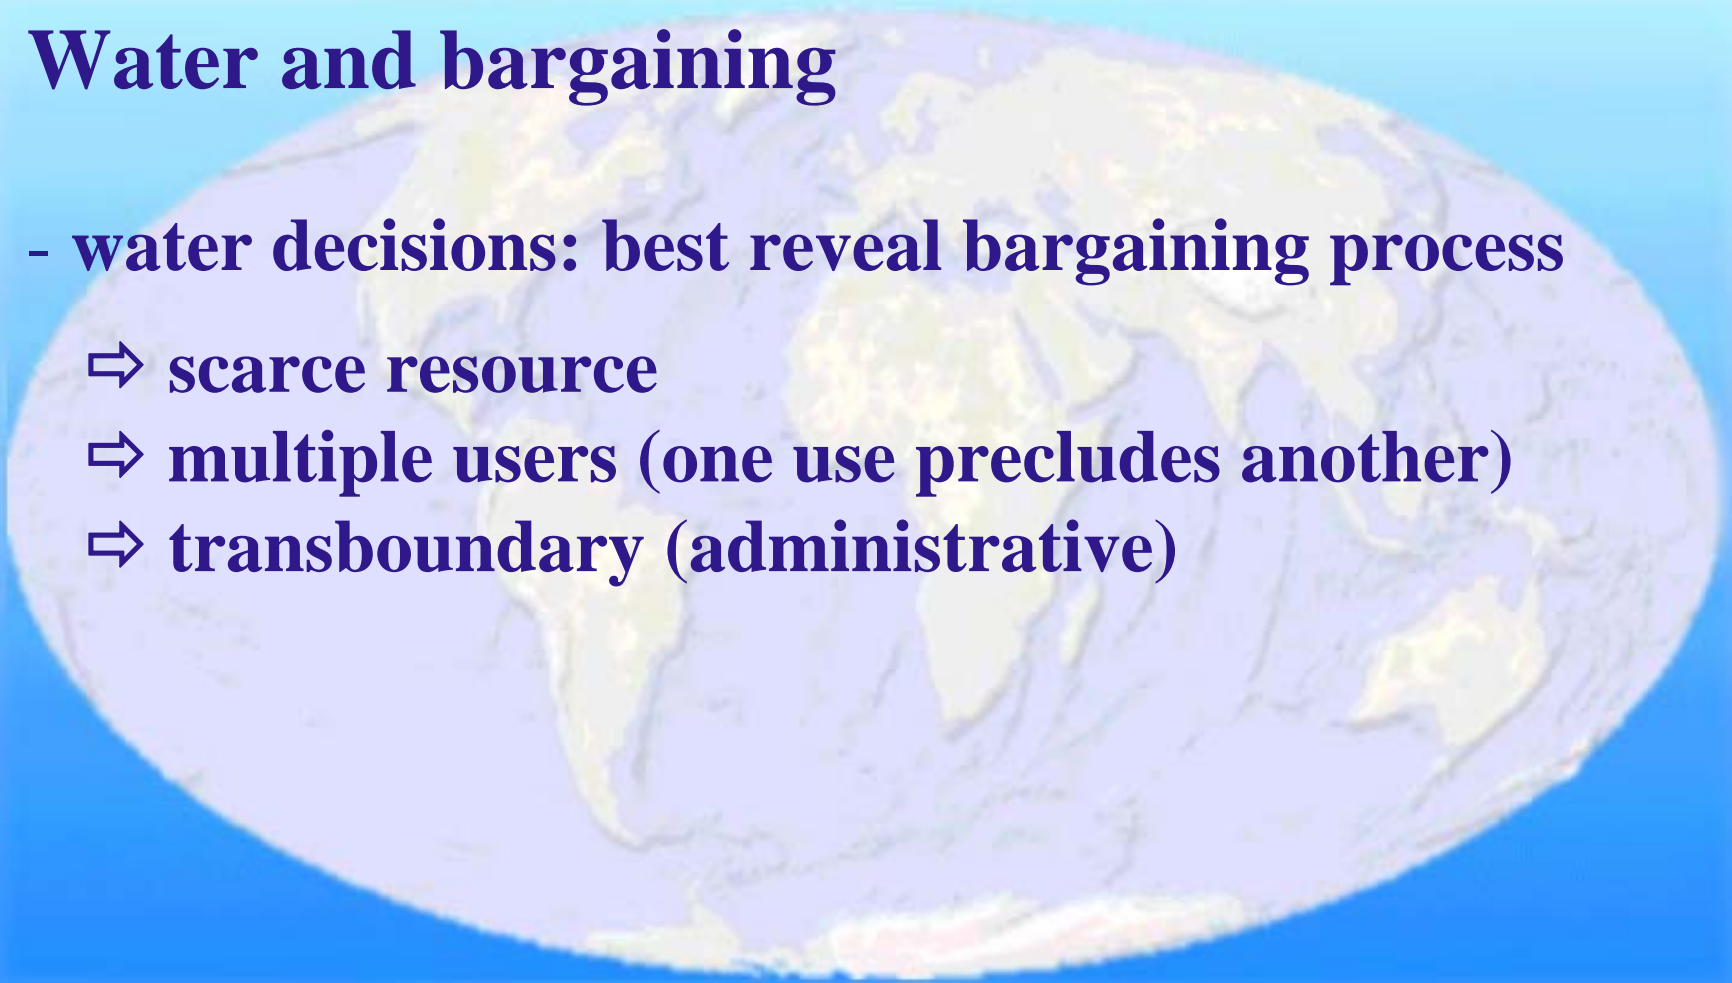 Water and bargaining
- water decisions: best reveal bargaining process
⇨ scarce resource
⇨ multiple users (one use precludes another)
⇨ transboundary (administrative)